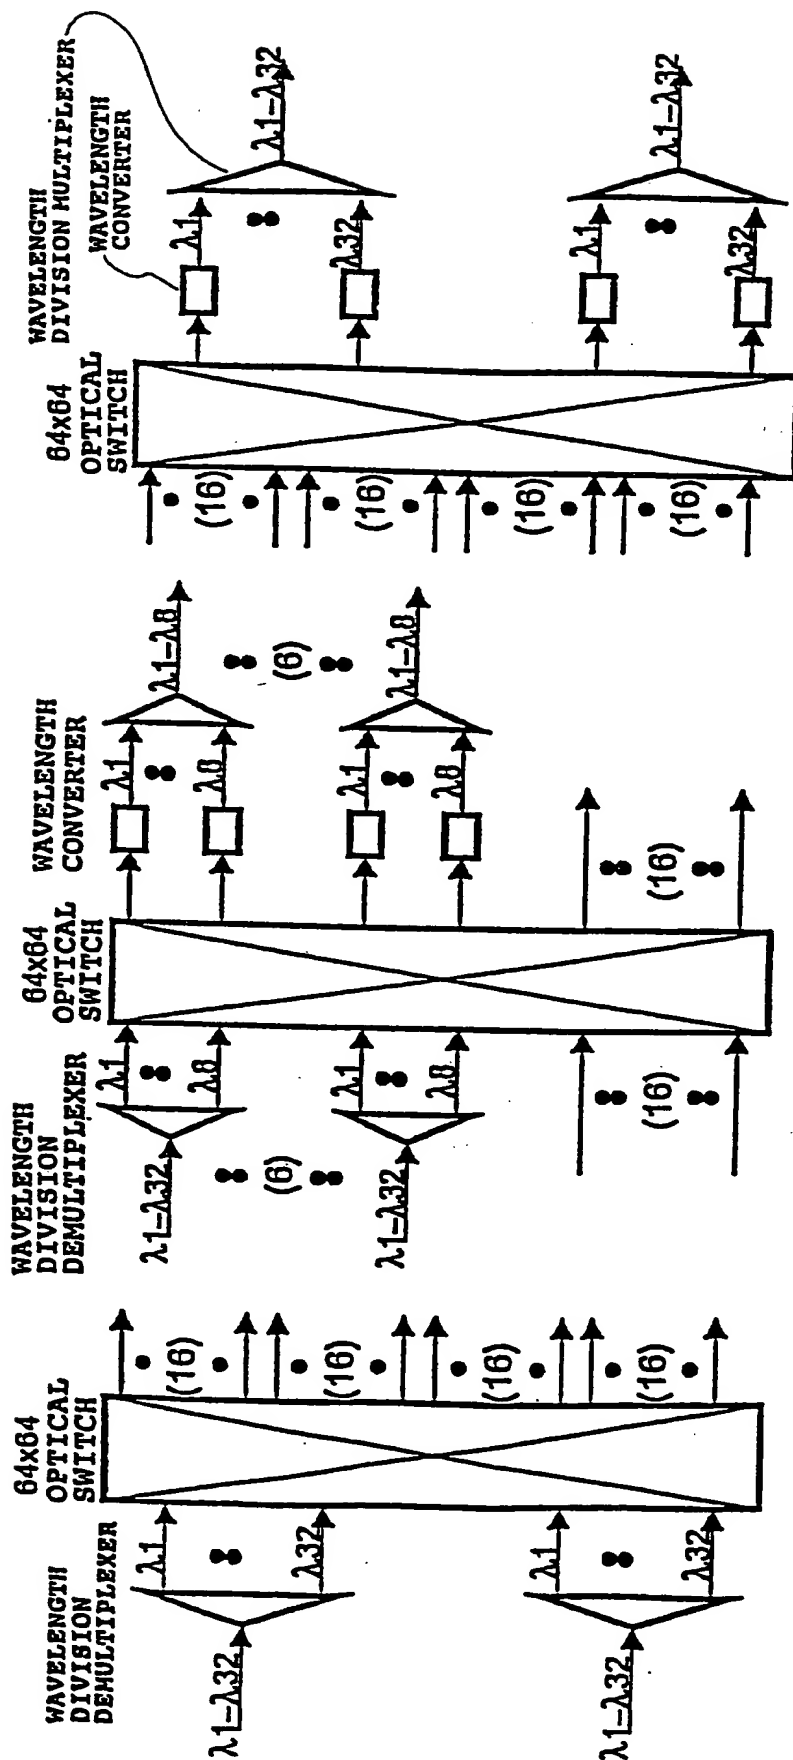 WAVELENGTH
DIVISION
DEMULTIPLEXER
64x64
OPTICAL
SWITCH
λ1–λ32
λ1
λ32
(16)
(16)
λ1–λ32
λ1
λ32
(16)
(16)
WAVELENGTH
DIVISION
DEMULTIPLEXER
64x64
OPTICAL
SWITCH
WAVELENGTH
CONVERTER
λ1–λ32
λ1
λ8
λ1
λ8
λ1–λ8
(6)
(6)
λ1–λ32
λ1
λ8
λ1
λ8
λ1–λ8
(16)
(16)
64x64
OPTICAL
SWITCH
WAVELENGTH
DIVISION MULTIPLEXER
WAVELENGTH
CONVERTER
(16)
(16)
λ1
λ32
λ1–λ32
(16)
(16)
λ1
λ32
λ1–λ32